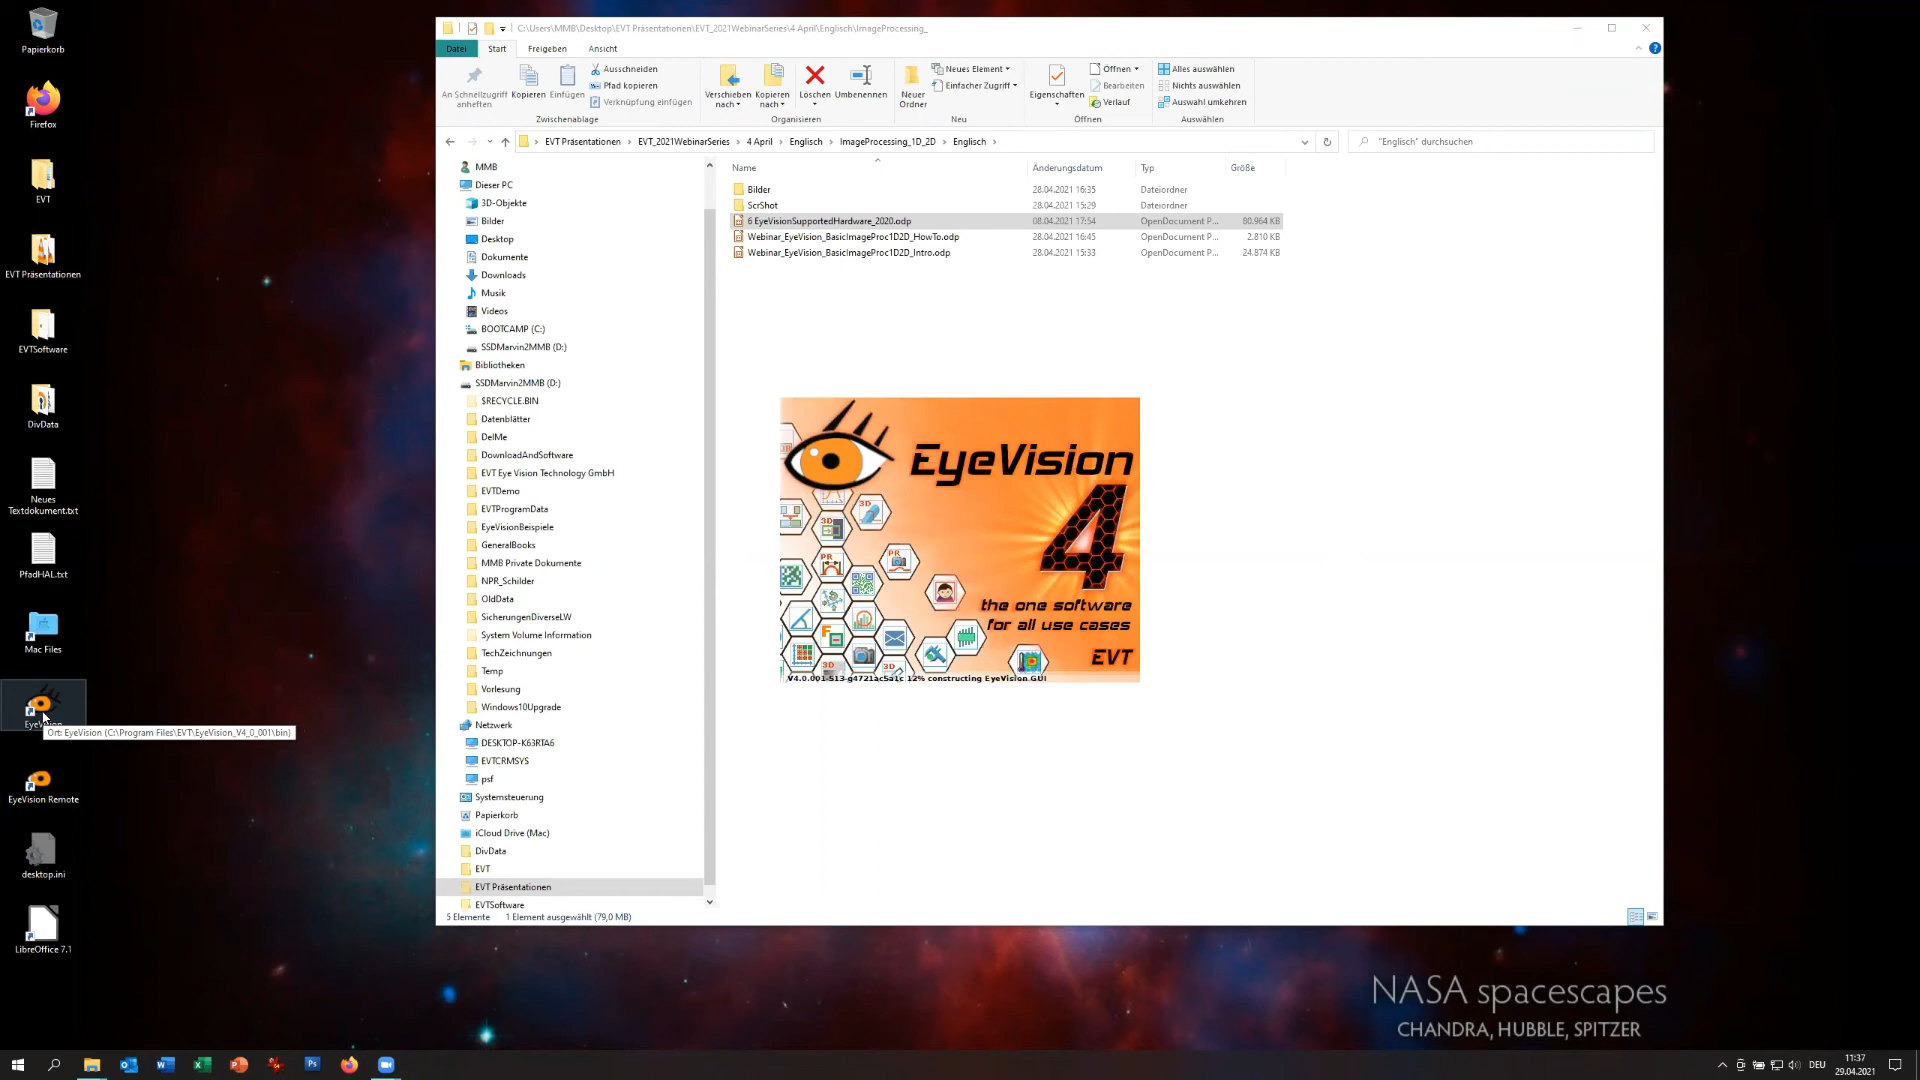 Papierkorb
Firefox
EVT
EVT Präsentationen
EVTSoftware
DivData
Neues
Textdokument.txt
PfadHAL.txt
Mac Files
EyeVision
Ort: EyeVision (C:\Program Files\EVT\EyeVision_V4_0_001\bin)
EyeVision Remote
desktop.ini
LibreOffice 7.1
C:\Users\MMB\Desktop\EVT Präsentationen\EVT_2021WebinarSeries\4 April\Englisch\ImageProcessing_
Datei Start Freigeben Ansicht
An Schnellzugriff
anheften
Kopieren
Einfügen
Ausschneiden
Pfad kopieren
Verknüpfung einfügen
Zwischenablage
Verschieben
nach
Kopieren
nach
Löschen
Umbenennen
Organisieren
Neuer
Ordner
Neues Element
Einfacher Zugriff
Neu
Eigenschaften
Öffnen
Bearbeiten
Verlauf
Öffnen
Alles auswählen
Nichts auswählen
Auswahl umkehren
Auswählen
EVT Präsentationen EVT_2021WebinarSeries 4 April Englisch ImageProcessing_1D_2D Englisch
"Englisch" durchsuchen
MMB
Dieser PC
3D-Objekte
Bilder
Desktop
Dokumente
Downloads
Musik
Videos
BOOTCAMP (C:)
SSDMarvin2MMB (D:)
Bibliotheken
SSDMarvin2MMB (D:)
$RECYCLE.BIN
Datenblätter
DelMe
DownloadAndSoftware
EVT Eye Vision Technology GmbH
EVTDemo
EVTProgramData
EyeVisionBeispiele
GeneralBooks
MMB Private Dokumente
NPR_Schilder
OldData
SicherungenDiverseLW
System Volume Information
TechZeichnungen
Temp
Vorlesung
Windows10Upgrade
Netzwerk
DESKTOP-K63RTA6
EVTCRMSYS
psf
Systemsteuerung
Papierkorb
iCloud Drive (Mac)
DivData
EVT
EVT Präsentationen
EVTSoftware
Name Änderungsdatum Typ Größe
Bilder 28.04.2021 16:35 Dateiordner
ScrShot 28.04.2021 15:29 Dateiordner
6 EyeVisionSupportedHardware_2020.odp 08.04.2021 17:54 OpenDocument P... 80.964 KB
Webinar_EyeVision_BasicImageProc1D2D_HowTo.odp 28.04.2021 16:45 OpenDocument P... 2.810 KB
Webinar_EyeVision_BasicImageProc1D2D_Intro.odp 28.04.2021 15:33 OpenDocument P... 24.874 KB
EyeVision
4
the one software
for all use cases
EVT
3D
3D
PR
PR
3D
3D
V4.0.001-513-g4721ac5a1c 12% constructing EyeVision GUI
5 Elemente 1 Element ausgewählt (79,0 MB)
NASA spacescapes
CHANDRA, HUBBLE, SPITZER
DEU
11:37
29.04.2021